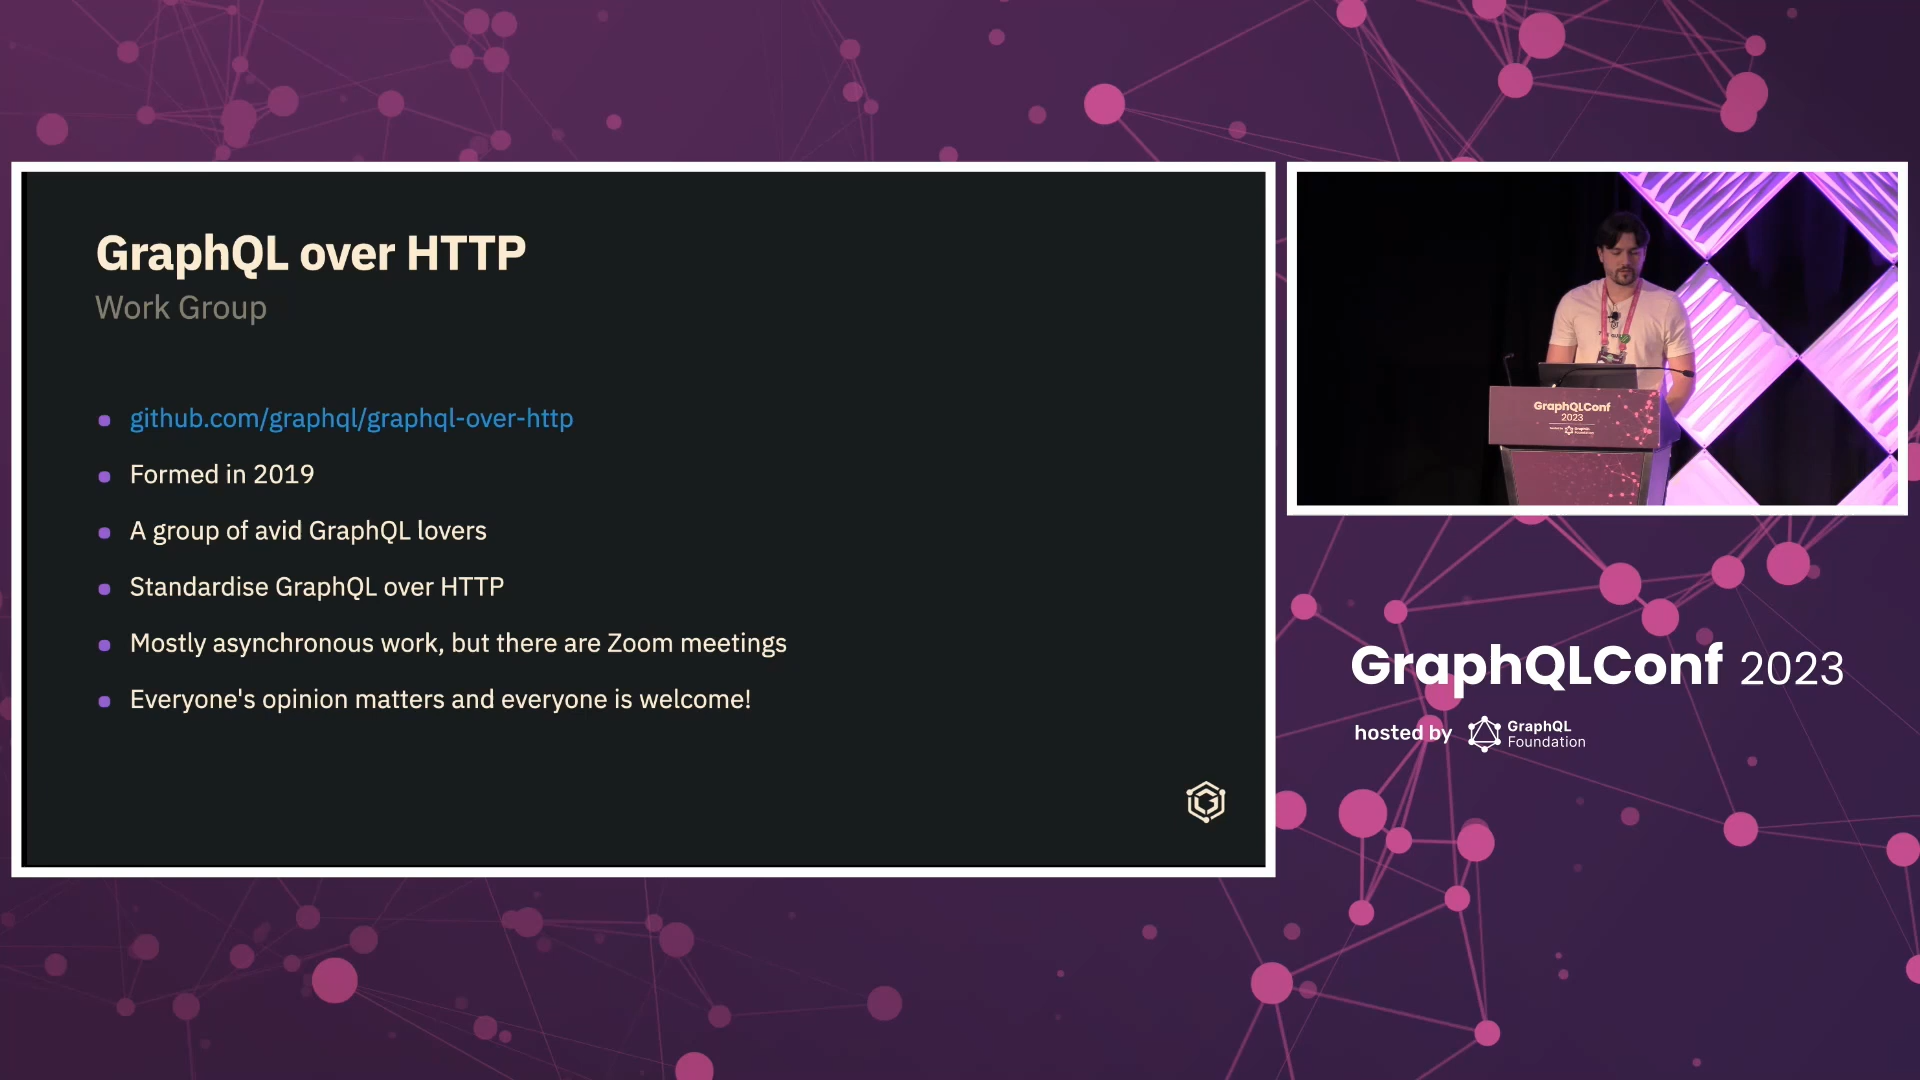 GraphQL over HTTP
Work Group
github.com/graphql/graphql-over-http
Formed in 2019
A group of avid GraphQL lovers
Standardise GraphQL over HTTP
Mostly asynchronous work, but there are Zoom meetings
Everyone's opinion matters and everyone is welcome!
GraphQLConf
2023
GraphQLConf 2023
hosted by
GraphQL
Foundation